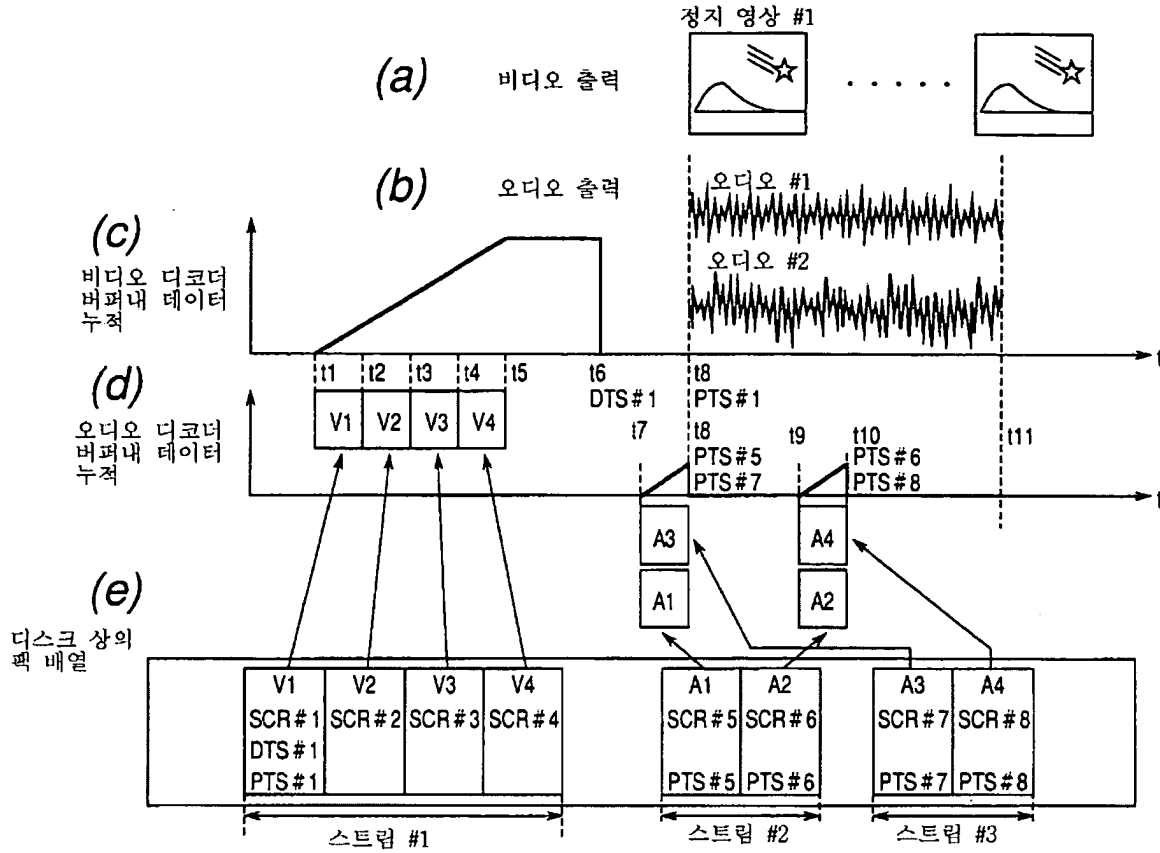 정지 영상 #1
(a)
비디오 출력
(b)
오디오 출력
오디오 #1
오디오 #2
(c)
비디오 디코더
버퍼내 데이터
누적
t
t1 t2 t3 t4 t5 t6 t8
DTS#1 PTS#1
(d)
오디오 디코더
버퍼내 데이터
누적
V1 V2 V3 V4
t7 t8 t9 t10 t11
PTS#5 PTS#6
PTS#7 PTS#8
t
A3 A4
A1 A2
(e)
디스크 상의
팩 배열
V1 V2 V3 V4 A1 A2 A3 A4
SCR#1 SCR#2 SCR#3 SCR#4 SCR#5 SCR#6 SCR#7 SCR#8
DTS#1
PTS#1 PTS#5 PTS#6 PTS#7 PTS#8
스트림 #1 스트림 #2 스트림 #3